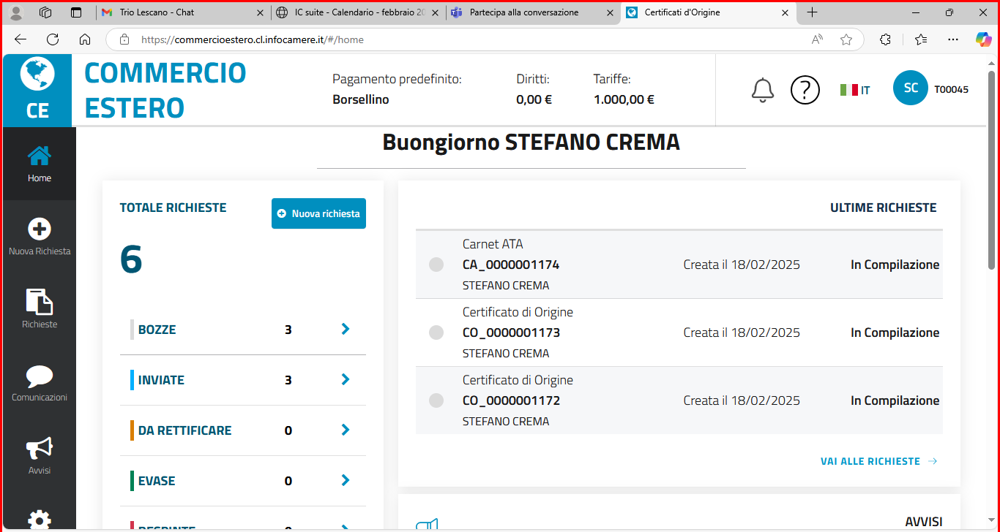 Trio Lescano - Chat
IC suite - Calendario - febbraio 20
Partecipa alla conversazione
Certificati d'Origine
https://commercioestero.cl.infocamere.it/#/home
CE
COMMERCIO
ESTERO
Pagamento predefinito:
Borsellino
Diritti:
0,00 €
Tariffe:
1.000,00 €
?
IT
SC
T00045
Home
Nuova Richiesta
Richieste
Comunicazioni
Avvisi
Buongiorno STEFANO CREMA
TOTALE RICHIESTE
Nuova richiesta
6
BOZZE 3
INVIATE 3
DA RETTIFICARE 0
EVASE 0
RESPINTE 0
ULTIME RICHIESTE
Carnet ATA
CA_0000001174 Creata il 18/02/2025 In Compilazione
STEFANO CREMA
Certificato di Origine
CO_0000001173 Creata il 18/02/2025 In Compilazione
STEFANO CREMA
Certificato di Origine
CO_0000001172 Creata il 18/02/2025 In Compilazione
STEFANO CREMA
VAI ALLE RICHIESTE
AVVISI